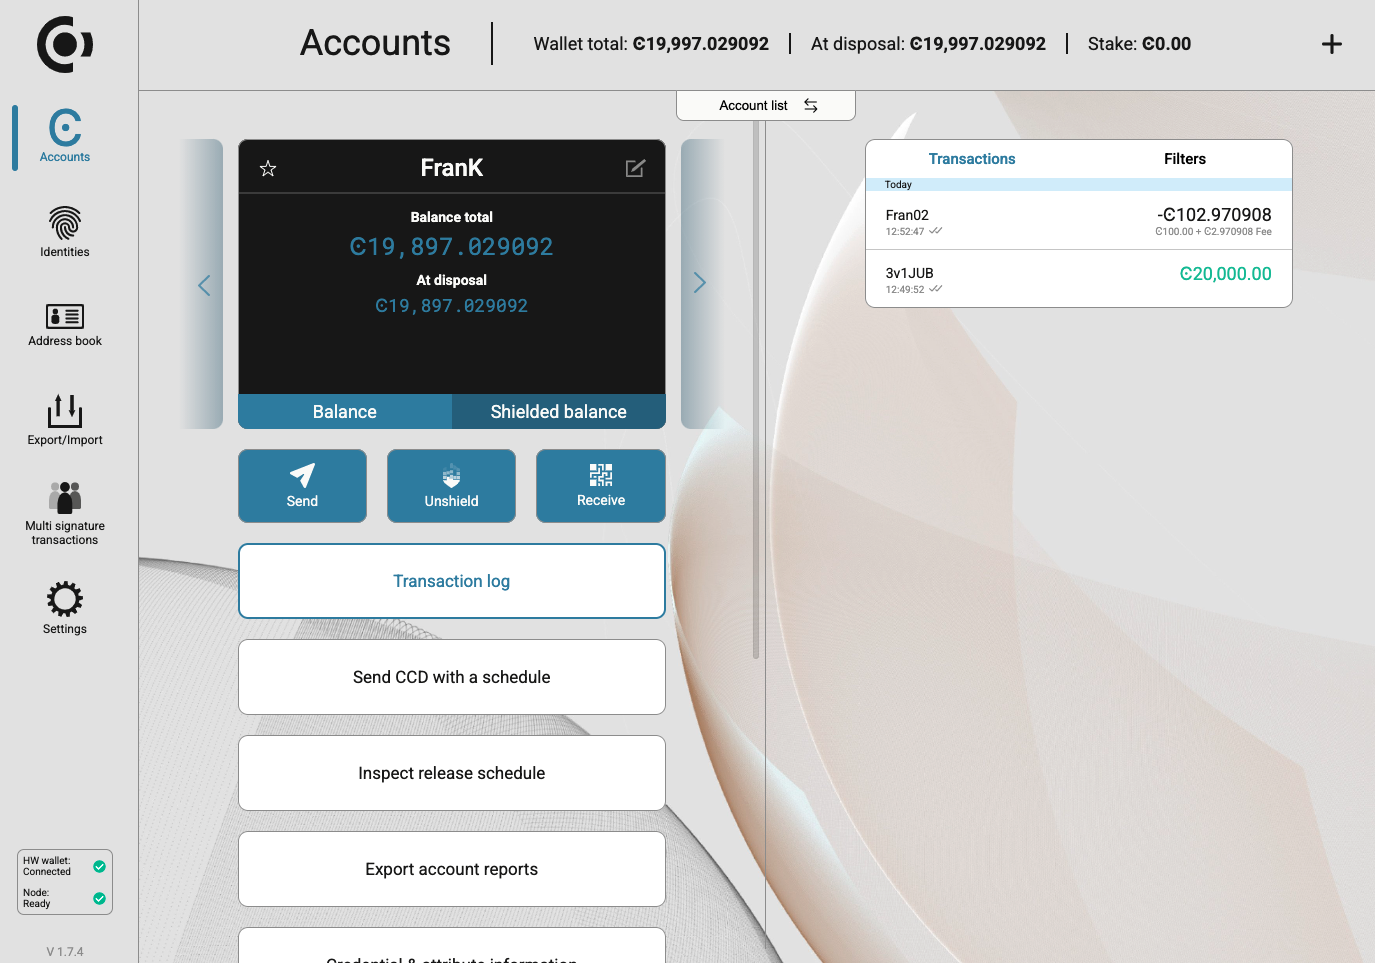 Accounts
Wallet total: Ͼ19,997.029092
At disposal: Ͼ19,997.029092
Stake: Ͼ0.00
Account list
Accounts
Identities
Address book
Export/Import
Multi signature
transactions
Settings
HW wallet:
Connected
Node:
Ready
V 1.7.4
FranK
Balance total
Ͼ19,897.029092
At disposal
Ͼ19,897.029092
Balance
Shielded balance
Send
Unshield
Receive
Transaction log
Send CCD with a schedule
Inspect release schedule
Export account reports
Credential & attribute information
Transactions
Filters
Today
Fran02
-Ͼ102.970908
12:52:47
Ͼ100.00 + Ͼ2.970908 Fee
3v1JUB
Ͼ20,000.00
12:49:52